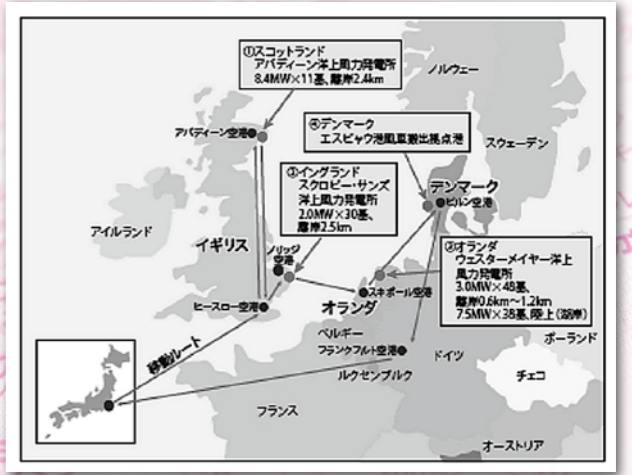 ①スコットランド
アバディーン洋上風力発電所
8.4MW×11基、離岸2.4km
ノルウェー
④デンマーク
エスビャウ港風車搬出拠点港
スウェーデン
アバディーン空港
②イングランド
スクロビー・サンズ
洋上風力発電所
2.0MW×30基、
離岸2.5km
デンマーク
ビルン空港
アイルランド
イギリス
ノリッジ
空港
③オランダ
ウェスターメイヤー洋上
風力発電所
3.0MW×48基、
離岸0.6km～1.2km
7.5MW×38基、陸上(湖岸)
スキポール空港
ヒースロー空港
オランダ
ポーランド
ベルギー
移動ルート
フランクフルト空港
ドイツ
ルクセンブルク
チェコ
フランス
オーストリア